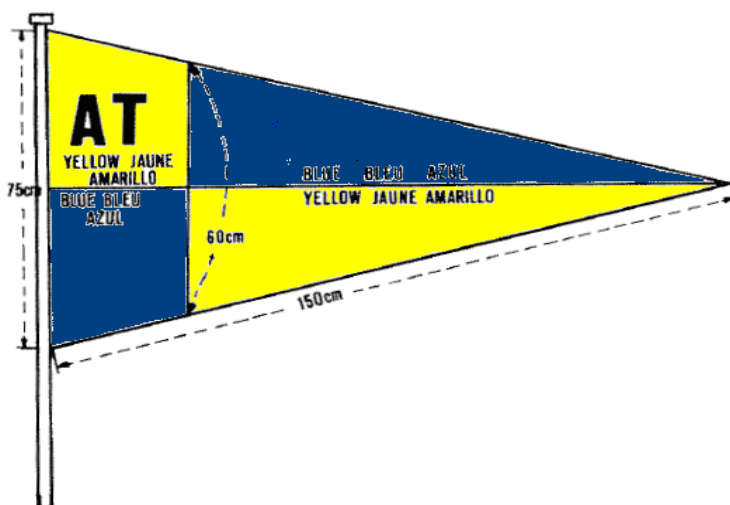 AT
YELLOW JAUNE
AMARILLO
BLUE BLEU AZUL
75cm
BLUE BLEU
AZUL
YELLOW JAUNE AMARILLO
60cm
150cm